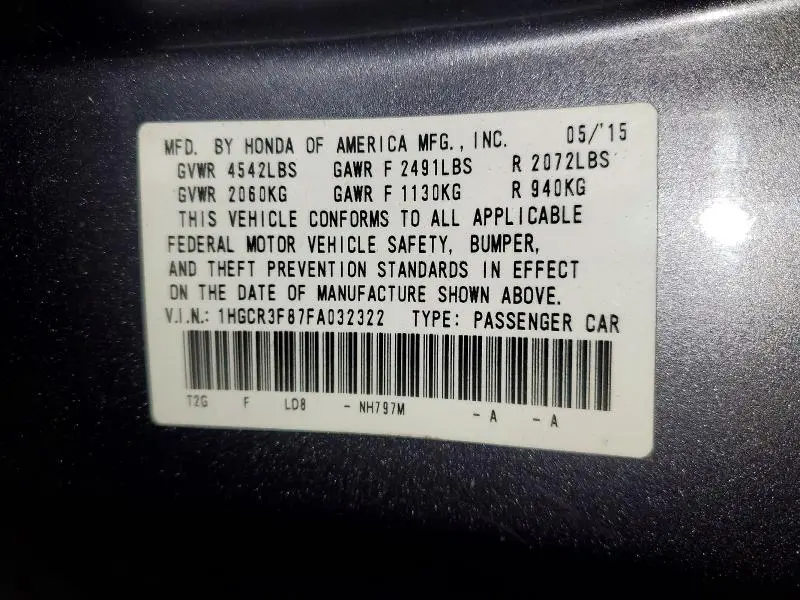 MFD. BY HONDA OF AMERICA MFG., INC. 05/'15
GVWR 4542LBS GAWR F 2491LBS R 2072LBS
GVWR 2060KG GAWR F 1130KG R 940KG
THIS VEHICLE CONFORMS TO ALL APPLICABLE
FEDERAL MOTOR VEHICLE SAFETY, BUMPER,
AND THEFT PREVENTION STANDARDS IN EFFECT
ON THE DATE OF MANUFACTURE SHOWN ABOVE.
V.I.N.: 1HGCR3F87FA032322 TYPE: PASSENGER CAR
T2G F LD8 - NH797M - A - A